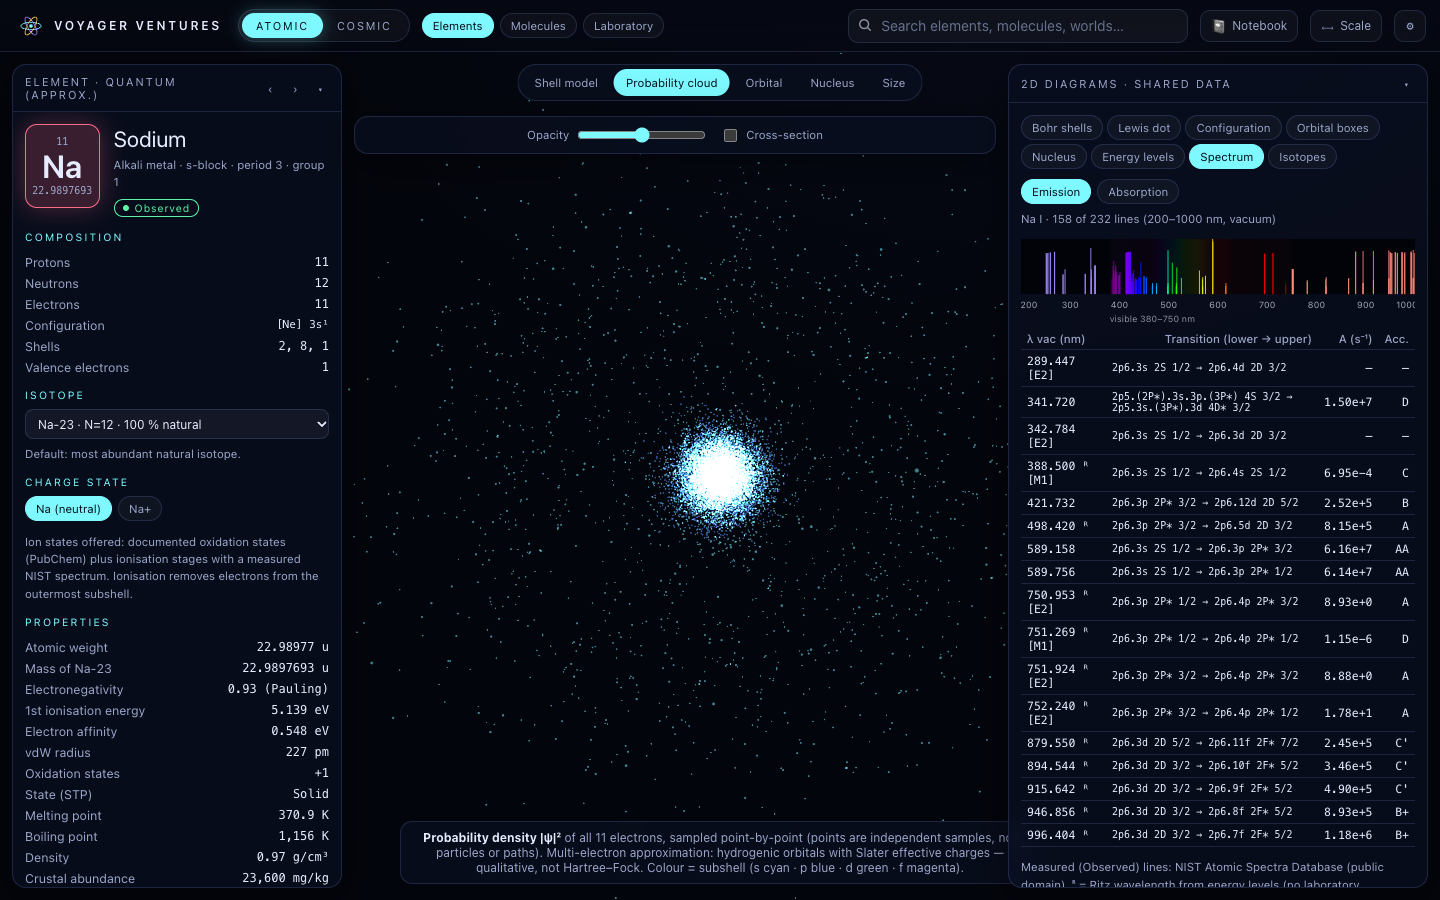 VOYAGER VENTURES
ATOMIC
COSMIC
Elements
Molecules
Laboratory
Search elements, molecules, worlds...
Notebook
Scale
ELEMENT · QUANTUM
(APPROX.)
11
Na
22.9897693
Sodium
Alkali metal · s-block · period 3 · group
1
Observed
COMPOSITION
Protons 11
Neutrons 12
Electrons 11
Configuration [Ne] 3s¹
Shells 2, 8, 1
Valence electrons 1
ISOTOPE
Na-23 · N=12 · 100 % natural
Default: most abundant natural isotope.
CHARGE STATE
Na (neutral)
Na+
Ion states offered: documented oxidation states
(PubChem) plus ionisation stages with a measured
NIST spectrum. Ionisation removes electrons from the
outermost subshell.
PROPERTIES
Atomic weight 22.98977 u
Mass of Na-23 22.9897693 u
Electronegativity 0.93 (Pauling)
1st ionisation energy 5.139 eV
Electron affinity 0.548 eV
vdW radius 227 pm
Oxidation states +1
State (STP) Solid
Melting point 370.9 K
Boiling point 1,156 K
Density 0.97 g/cm³
Crustal abundance 23,600 mg/kg
Shell model
Probability cloud
Orbital
Nucleus
Size
Opacity
Cross-section
Probability density |ψ|² of all 11 electrons, sampled point-by-point (points are independent samples, no
particles or paths). Multi-electron approximation: hydrogenic orbitals with Slater effective charges —
qualitative, not Hartree–Fock. Colour = subshell (s cyan · p blue · d green · f magenta).
2D DIAGRAMS · SHARED DATA
Bohr shells
Lewis dot
Configuration
Orbital boxes
Nucleus
Energy levels
Spectrum
Isotopes
Emission
Absorption
Na I · 158 of 232 lines (200–1000 nm, vacuum)
200 300 400 500 600 700 800 900 1000
visible 380–750 nm
λ vac (nm) Transition (lower → upper) A (s⁻¹) Acc.
289.447 [E2] 2p6.3s 2S 1/2 → 2p6.4d 2D 3/2 — —
341.720 2p5.(2P*).3s.3p.(3P*) 4S 3/2 →
2p5.3s.(3P*).3d 4D* 3/2 1.50e+7 D
342.784 [E2] 2p6.3s 2S 1/2 → 2p6.3d 2D 3/2 — —
388.500 ᴿ [M1] 2p6.3s 2S 1/2 → 2p6.4s 2S 1/2 6.95e−4 C
421.732 2p6.3p 2P* 3/2 → 2p6.12d 2D 5/2 2.52e+5 B
498.420 ᴿ 2p6.3p 2P* 3/2 → 2p6.5d 2D 3/2 8.15e+5 A
589.158 2p6.3s 2S 1/2 → 2p6.3p 2P* 3/2 6.16e+7 AA
589.756 2p6.3s 2S 1/2 → 2p6.3p 2P* 1/2 6.14e+7 AA
750.953 ᴿ [E2] 2p6.3p 2P* 1/2 → 2p6.4p 2P* 3/2 8.93e+0 A
751.269 ᴿ [M1] 2p6.3p 2P* 1/2 → 2p6.4p 2P* 1/2 1.15e−6 D
751.924 ᴿ [E2] 2p6.3p 2P* 3/2 → 2p6.4p 2P* 3/2 8.88e+0 A
752.240 ᴿ [E2] 2p6.3p 2P* 3/2 → 2p6.4p 2P* 1/2 1.78e+1 A
879.550 ᴿ 2p6.3d 2D 5/2 → 2p6.11f 2F* 7/2 2.45e+5 C'
894.544 ᴿ 2p6.3d 2D 3/2 → 2p6.10f 2F* 5/2 3.46e+5 C'
915.642 ᴿ 2p6.3d 2D 3/2 → 2p6.9f 2F* 5/2 4.90e+5 C'
946.856 ᴿ 2p6.3d 2D 3/2 → 2p6.8f 2F* 5/2 8.93e+5 B+
996.404 ᴿ 2p6.3d 2D 3/2 → 2p6.7f 2F* 5/2 1.18e+6 B+
Measured (Observed) lines: NIST Atomic Spectra Database (public
domain). ᴿ = Ritz wavelength from energy levels (no laboratory